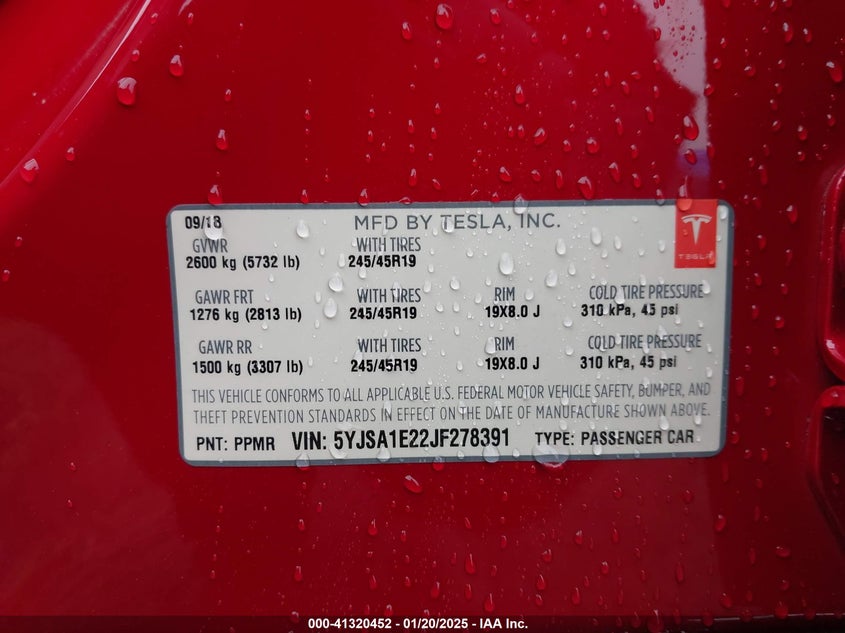 09/18 MFD BY TESLA, INC.
GVWR WITH TIRES
2600 kg (5732 lb) 245/45R19
TESLA
GAWR FRT WITH TIRES RIM COLD TIRE PRESSURE
1276 kg (2813 lb) 245/45R19 19X8.0 J 310 kPa, 45 psi
GAWR RR WITH TIRES RIM COLD TIRE PRESSURE
1500 kg (3307 lb) 245/45R19 19X8.0 J 310 kPa, 45 psi
THIS VEHICLE CONFORMS TO ALL APPLICABLE U.S. FEDERAL MOTOR VEHICLE SAFETY, BUMPER, AND
THEFT PREVENTION STANDARDS IN EFFECT ON THE DATE OF MANUFACTURE SHOWN ABOVE.
PNT: PPMR VIN: 5YJSA1E22JF278391 TYPE: PASSENGER CAR
000-41320452 - 01/20/2025 - IAA Inc.